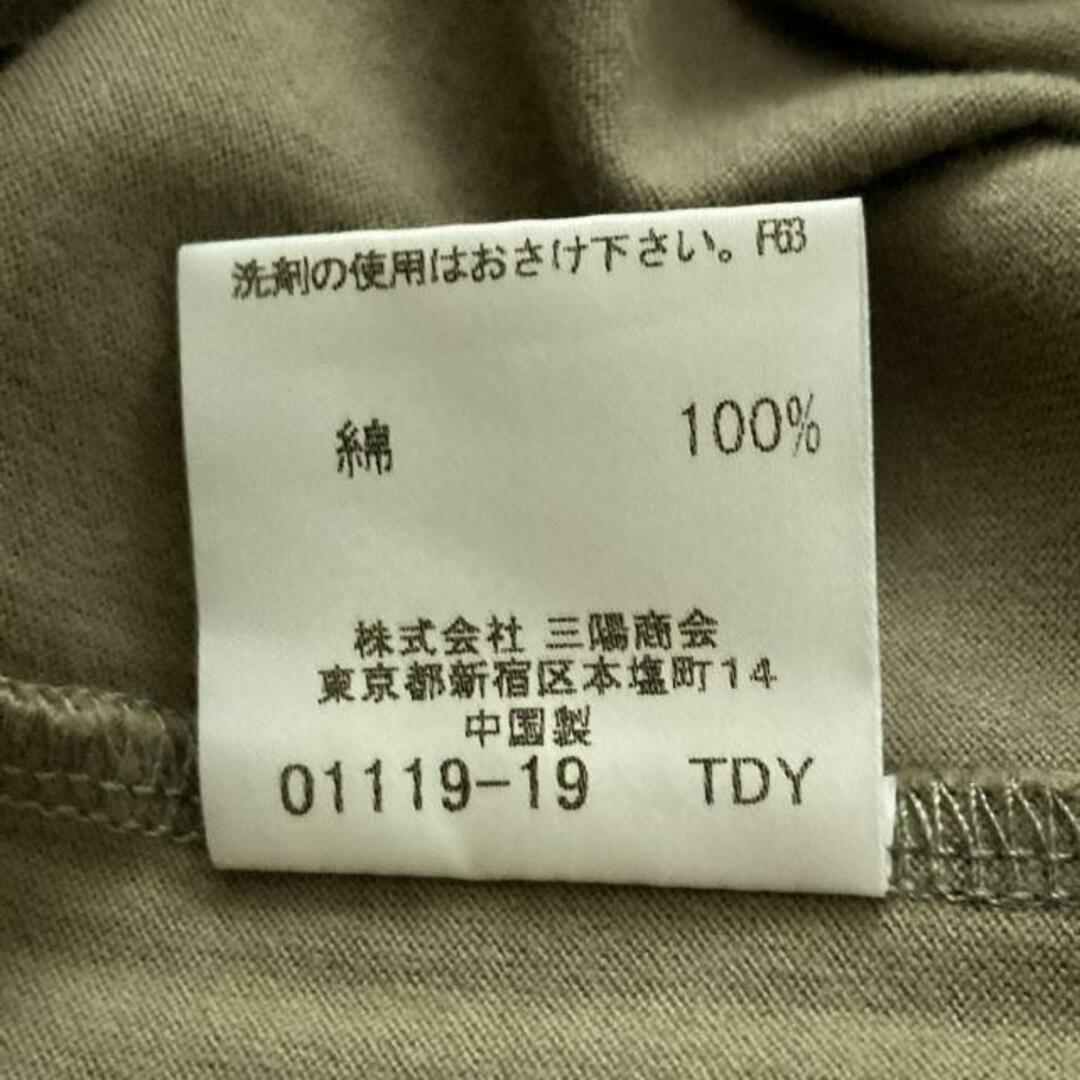 洗剤の使用はおさけ下さい。P63
綿 100%
株式会社 三陽商会
東京都新宿区本塩町14
中国製
01119-19 TDY